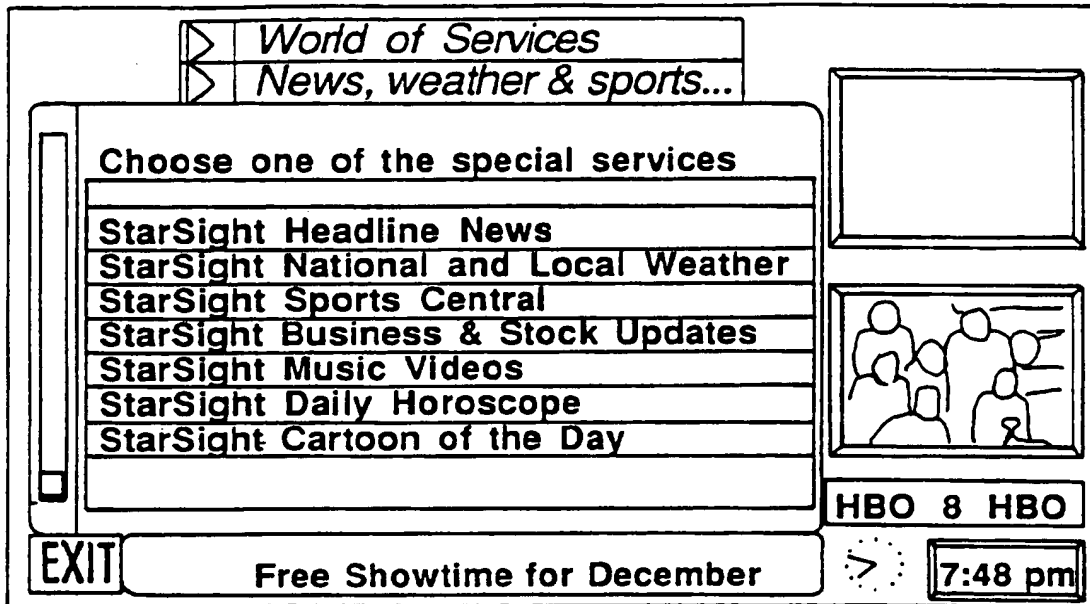 World of Services
News, weather & sports...
Choose one of the special services
StarSight Headline News
StarSight National and Local Weather
StarSight Sports Central
StarSight Business & Stock Updates
StarSight Music Videos
StarSight Daily Horoscope
StarSight Cartoon of the Day
HBO 8 HBO
EXIT
Free Showtime for December
7:48 pm